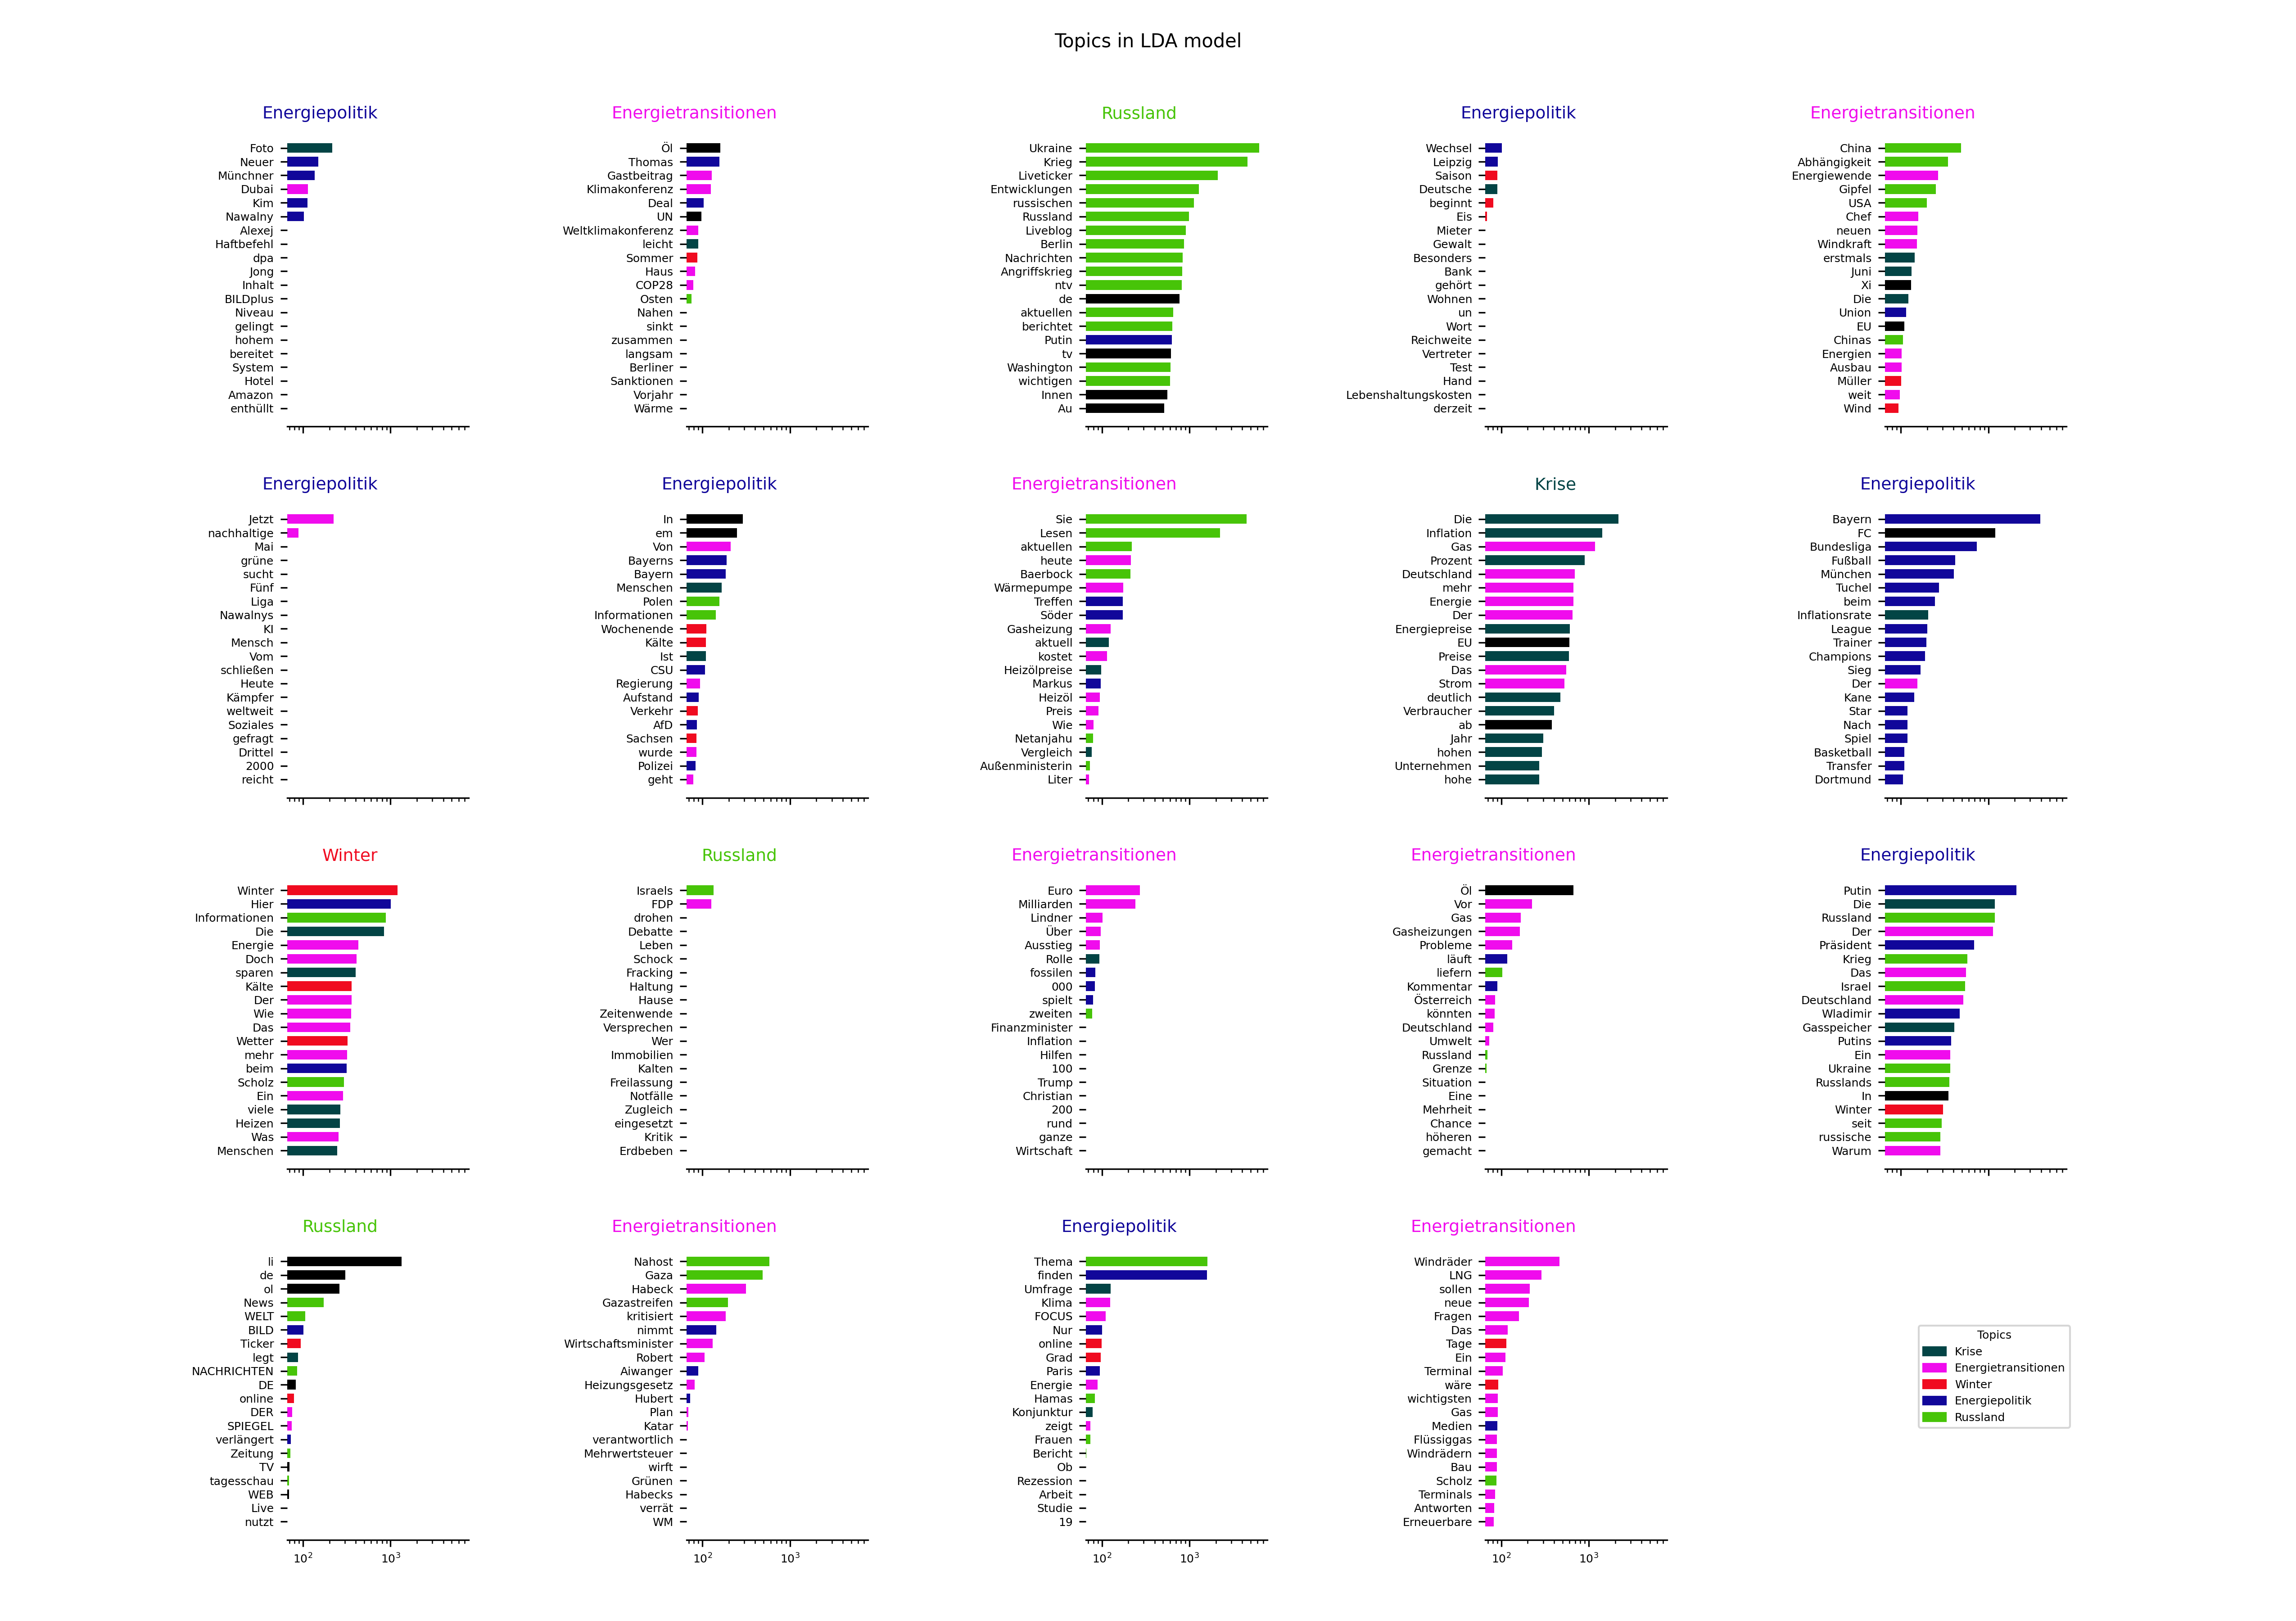 Topics in LDA model
Energiepolitik
Foto
Neuer
Münchner
Dubai
Kim
Nawalny
Alexej
Haftbefehl
dpa
Jong
Inhalt
BILDplus
Niveau
gelingt
hohem
bereitet
System
Hotel
Amazon
enthüllt
Energietransitionen
Öl
Thomas
Gastbeitrag
Klimakonferenz
Deal
UN
Weltklimakonferenz
leicht
Sommer
Haus
COP28
Osten
Nahen
sinkt
zusammen
langsam
Berliner
Sanktionen
Vorjahr
Wärme
Russland
Ukraine
Krieg
Liveticker
Entwicklungen
russischen
Russland
Liveblog
Berlin
Nachrichten
Angriffskrieg
ntv
de
aktuellen
berichtet
Putin
tv
Washington
wichtigen
Innen
Au
Energiepolitik
Wechsel
Leipzig
Saison
Deutsche
beginnt
Eis
Mieter
Gewalt
Besonders
Bank
gehört
Wohnen
un
Wort
Reichweite
Vertreter
Test
Hand
Lebenshaltungskosten
derzeit
Energietransitionen
China
Abhängigkeit
Energiewende
Gipfel
USA
Chef
neuen
Windkraft
erstmals
Juni
Xi
Die
Union
EU
Chinas
Energien
Ausbau
Müller
weit
Wind
Energiepolitik
Jetzt
nachhaltige
Mai
grüne
sucht
Fünf
Liga
Nawalnys
KI
Mensch
Vom
schließen
Heute
Kämpfer
weltweit
Soziales
gefragt
Drittel
2000
reicht
Energiepolitik
In
em
Von
Bayerns
Bayern
Menschen
Polen
Informationen
Wochenende
Kälte
Ist
CSU
Regierung
Aufstand
Verkehr
AfD
Sachsen
wurde
Polizei
geht
Energietransitionen
Sie
Lesen
aktuellen
heute
Baerbock
Wärmepumpe
Treffen
Söder
Gasheizung
aktuell
kostet
Heizölpreise
Markus
Heizöl
Preis
Wie
Netanjahu
Vergleich
Außenministerin
Liter
Krise
Die
Inflation
Gas
Prozent
Deutschland
mehr
Energie
Der
Energiepreise
EU
Preise
Das
Strom
deutlich
Verbraucher
ab
Jahr
hohen
Unternehmen
hohe
Energiepolitik
Bayern
FC
Bundesliga
Fußball
München
Tuchel
beim
Inflationsrate
League
Trainer
Champions
Sieg
Der
Kane
Star
Nach
Spiel
Basketball
Transfer
Dortmund
Winter
Winter
Hier
Informationen
Die
Energie
Doch
sparen
Kälte
Der
Wie
Das
Wetter
mehr
beim
Scholz
Ein
viele
Heizen
Was
Menschen
Russland
Israels
FDP
drohen
Debatte
Leben
Schock
Fracking
Haltung
Hause
Zeitenwende
Versprechen
Wer
Immobilien
Kalten
Freilassung
Notfälle
Zugleich
eingesetzt
Kritik
Erdbeben
Energietransitionen
Euro
Milliarden
Lindner
Über
Ausstieg
Rolle
fossilen
000
spielt
zweiten
Finanzminister
Inflation
Hilfen
100
Trump
Christian
200
rund
ganze
Wirtschaft
Energietransitionen
Öl
Vor
Gas
Gasheizungen
Probleme
läuft
liefern
Kommentar
Österreich
könnten
Deutschland
Umwelt
Russland
Grenze
Situation
Eine
Mehrheit
Chance
höheren
gemacht
Energiepolitik
Putin
Die
Russland
Der
Präsident
Krieg
Das
Israel
Deutschland
Wladimir
Gasspeicher
Putins
Ein
Ukraine
Russlands
In
Winter
seit
russische
Warum
Russland
li
de
ol
News
WELT
BILD
Ticker
legt
NACHRICHTEN
DE
online
DER
SPIEGEL
verlängert
Zeitung
TV
tagesschau
WEB
Live
nutzt
10² 10³
Energietransitionen
Nahost
Gaza
Habeck
Gazastreifen
kritisiert
nimmt
Wirtschaftsminister
Robert
Aiwanger
Heizungsgesetz
Hubert
Plan
Katar
verantwortlich
Mehrwertsteuer
wirft
Grünen
Habecks
verrät
WM
10² 10³
Energiepolitik
Thema
finden
Umfrage
Klima
FOCUS
Nur
online
Grad
Paris
Energie
Hamas
Konjunktur
zeigt
Frauen
Bericht
Ob
Rezession
Arbeit
Studie
19
10² 10³
Energietransitionen
Windräder
LNG
sollen
neue
Fragen
Das
Tage
Ein
Terminal
wäre
wichtigsten
Gas
Medien
Flüssiggas
Windrädern
Bau
Scholz
Terminals
Antworten
Erneuerbare
10² 10³
Topics
Krise
Energietransitionen
Winter
Energiepolitik
Russland